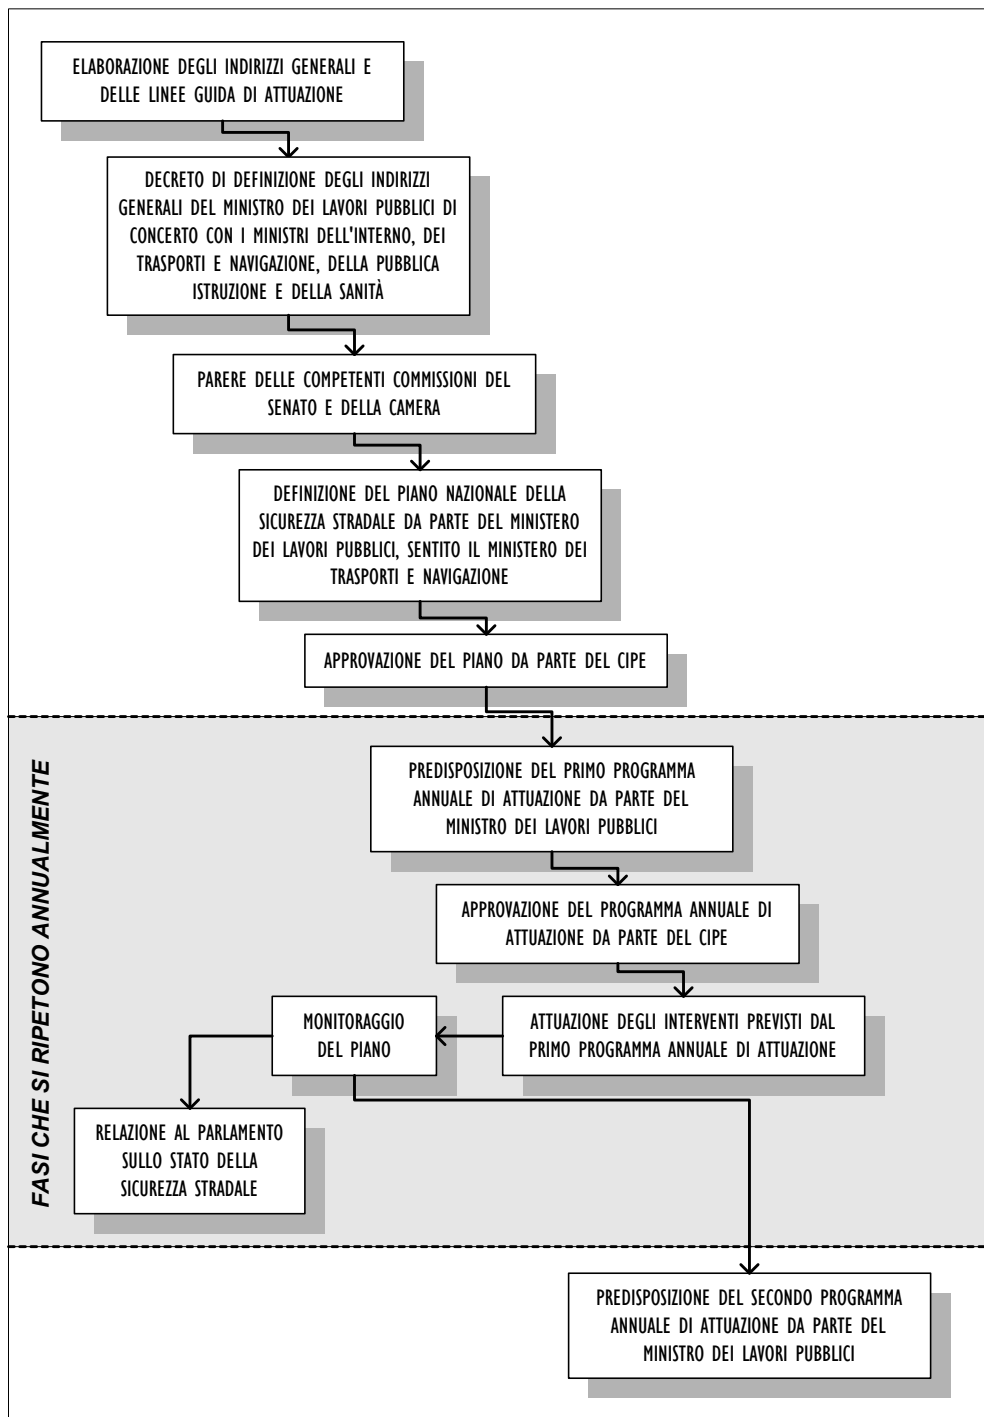 ELABORAZIONE DEGLI INDIRIZZI GENERALI E
DELLE LINEE GUIDA DI ATTUAZIONE
DECRETO DI DEFINIZIONE DEGLI INDIRIZZI
GENERALI DEL MINISTRO DEI LAVORI PUBBLICI DI
CONCERTO CON I MINISTRI DELL'INTERNO, DEI
TRASPORTI E NAVIGAZIONE, DELLA PUBBLICA
ISTRUZIONE E DELLA SANITÀ
PARERE DELLE COMPETENTI COMMISSIONI DEL
SENATO E DELLA CAMERA
DEFINIZIONE DEL PIANO NAZIONALE DELLA
SICUREZZA STRADALE DA PARTE DEL MINISTERO
DEI LAVORI PUBBLICI, SENTITO IL MINISTERO DEI
TRASPORTI E NAVIGAZIONE
APPROVAZIONE DEL PIANO DA PARTE DEL CIPE
FASI CHE SI RIPETONO ANNUALMENTE
PREDISPOSIZIONE DEL PRIMO PROGRAMMA
ANNUALE DI ATTUAZIONE DA PARTE DEL
MINISTRO DEI LAVORI PUBBLICI
APPROVAZIONE DEL PROGRAMMA ANNUALE DI
ATTUAZIONE DA PARTE DEL CIPE
ATTUAZIONE DEGLI INTERVENTI PREVISTI DAL
PRIMO PROGRAMMA ANNUALE DI ATTUAZIONE
MONITORAGGIO
DEL PIANO
RELAZIONE AL PARLAMENTO
SULLO STATO DELLA
SICUREZZA STRADALE
PREDISPOSIZIONE DEL SECONDO PROGRAMMA
ANNUALE DI ATTUAZIONE DA PARTE DEL
MINISTRO DEI LAVORI PUBBLICI